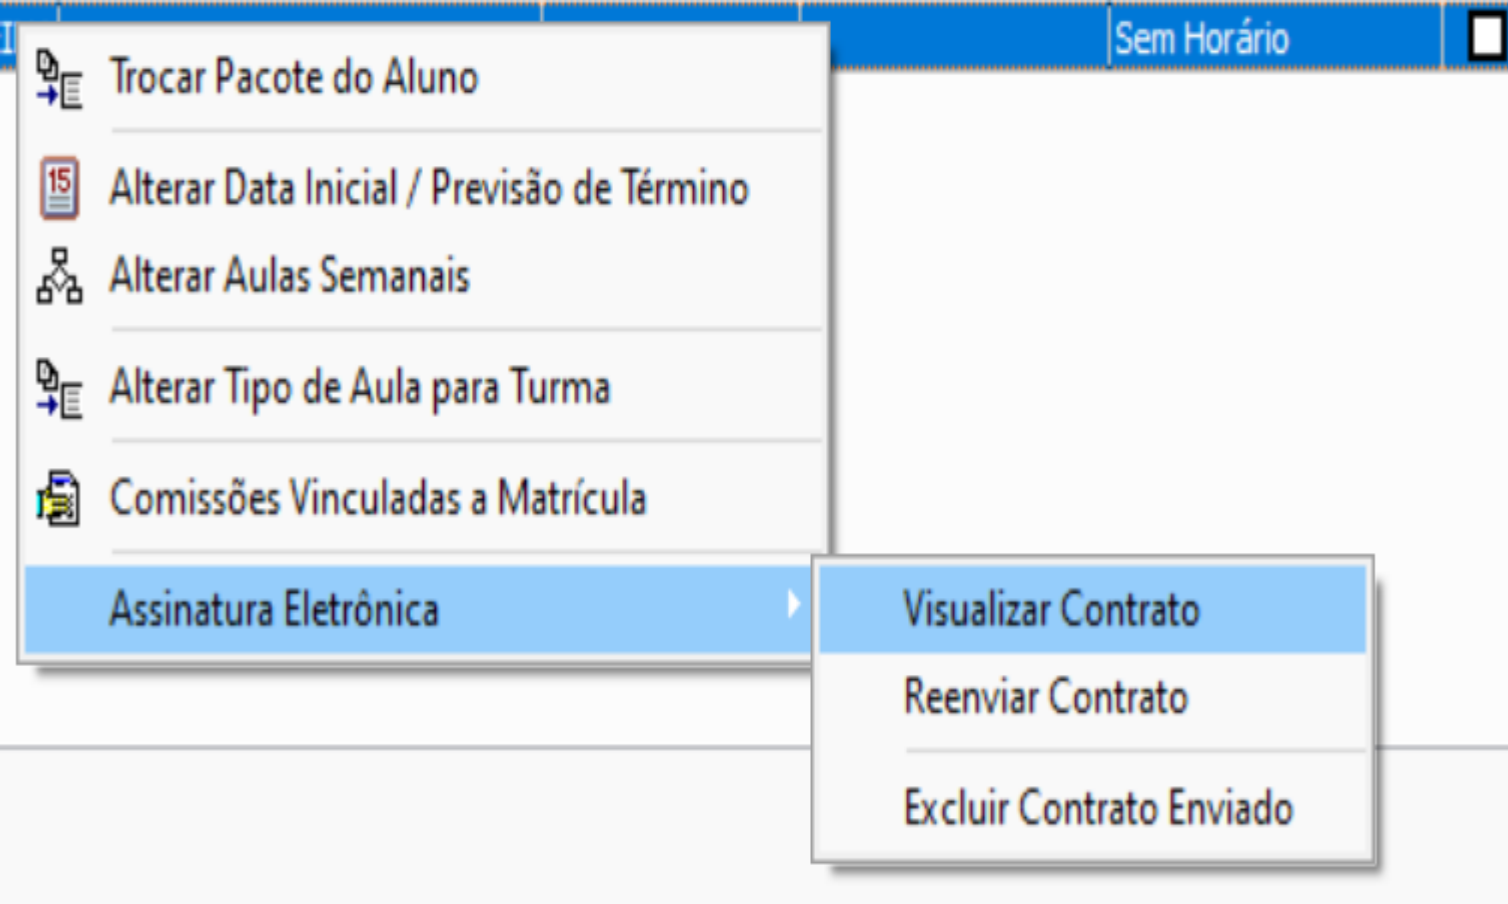 Sem Horário
Trocar Pacote do Aluno
15
Alterar Data Inicial / Previsão de Término
Alterar Aulas Semanais
Alterar Tipo de Aula para Turma
Comissões Vinculadas a Matrícula
Assinatura Eletrônica
Visualizar Contrato
Reenviar Contrato
Excluir Contrato Enviado